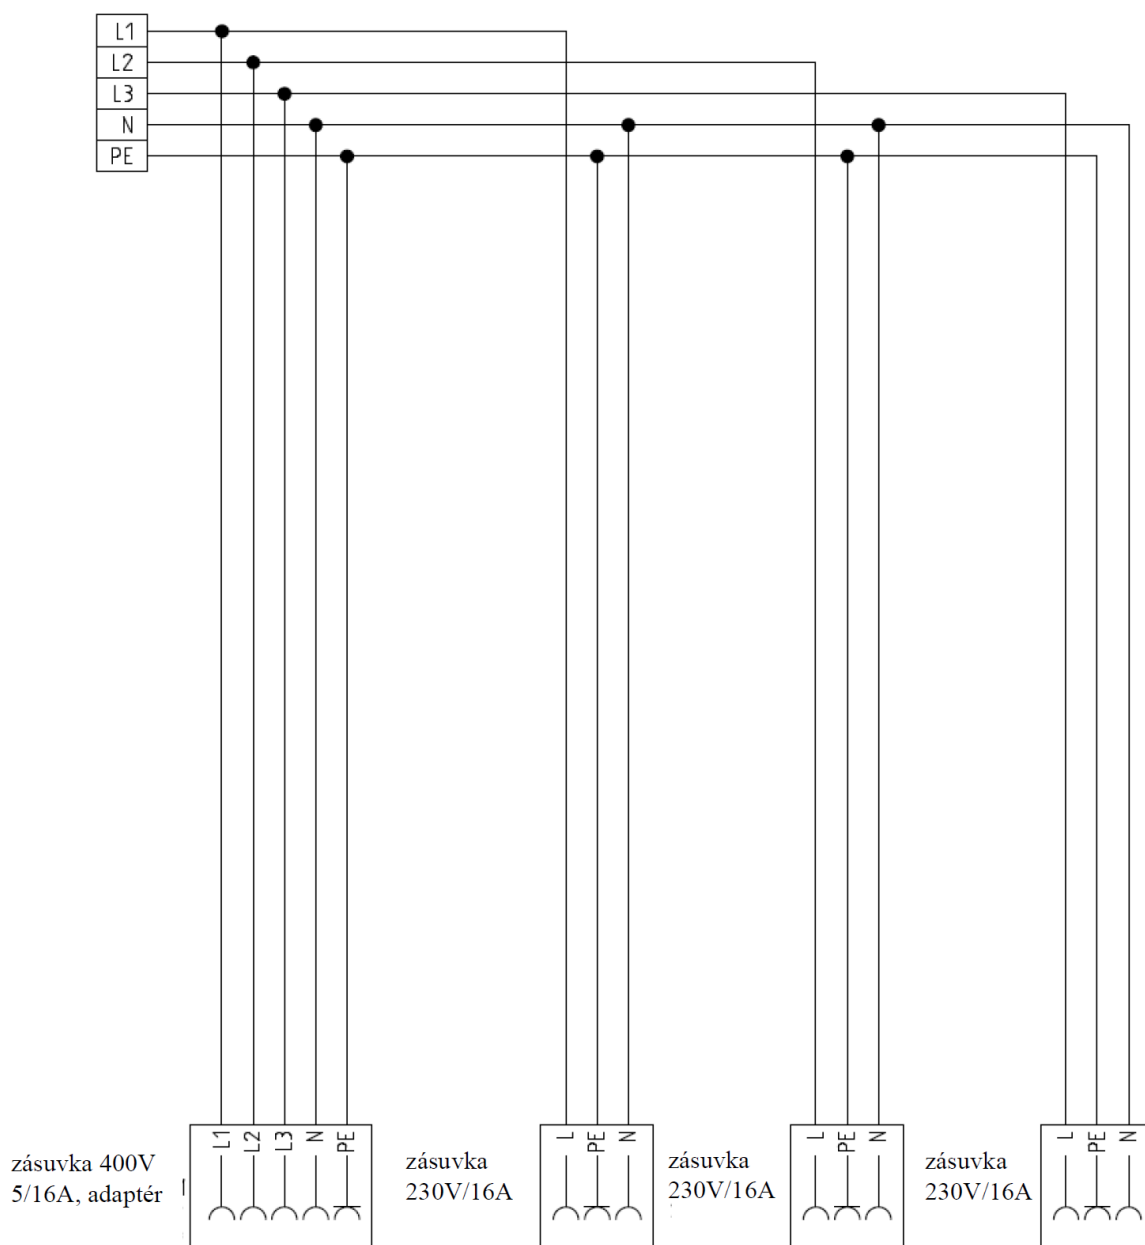 L1
L2
L3
N
PE
L1
L2
L3
N
PE
L
PE
N
L
PE
N
L
PE
N
zásuvka 400V
5/16A, adaptér
zásuvka
230V/16A
zásuvka
230V/16A
zásuvka
230V/16A